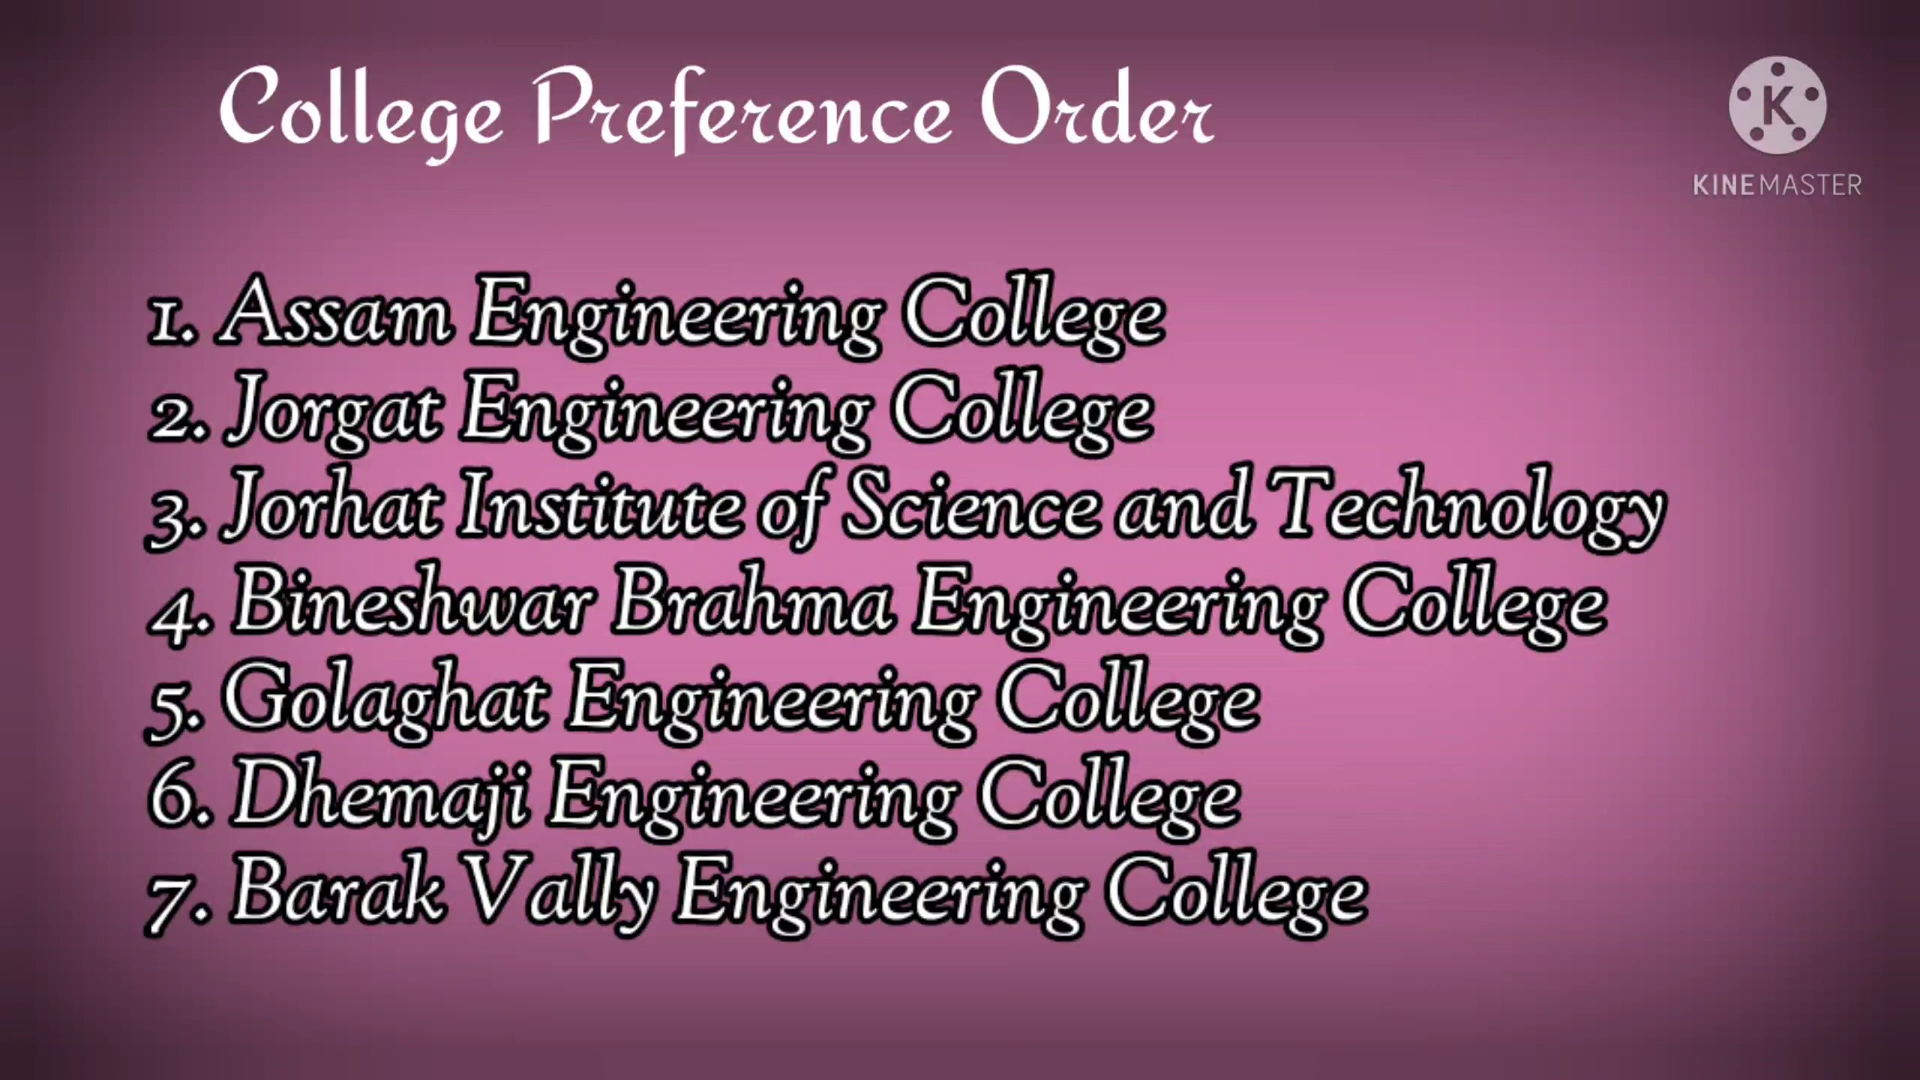 College Preference Order
KINEMASTER
1. Assam Engineering College
2. Jorgat Engineering College
3. Jorhat Institute of Science and Technology
4. Bineshwar Brahma Engineering College
5. Golaghat Engineering College
6. Dhemaji Engineering College
7. Barak Vally Engineering College